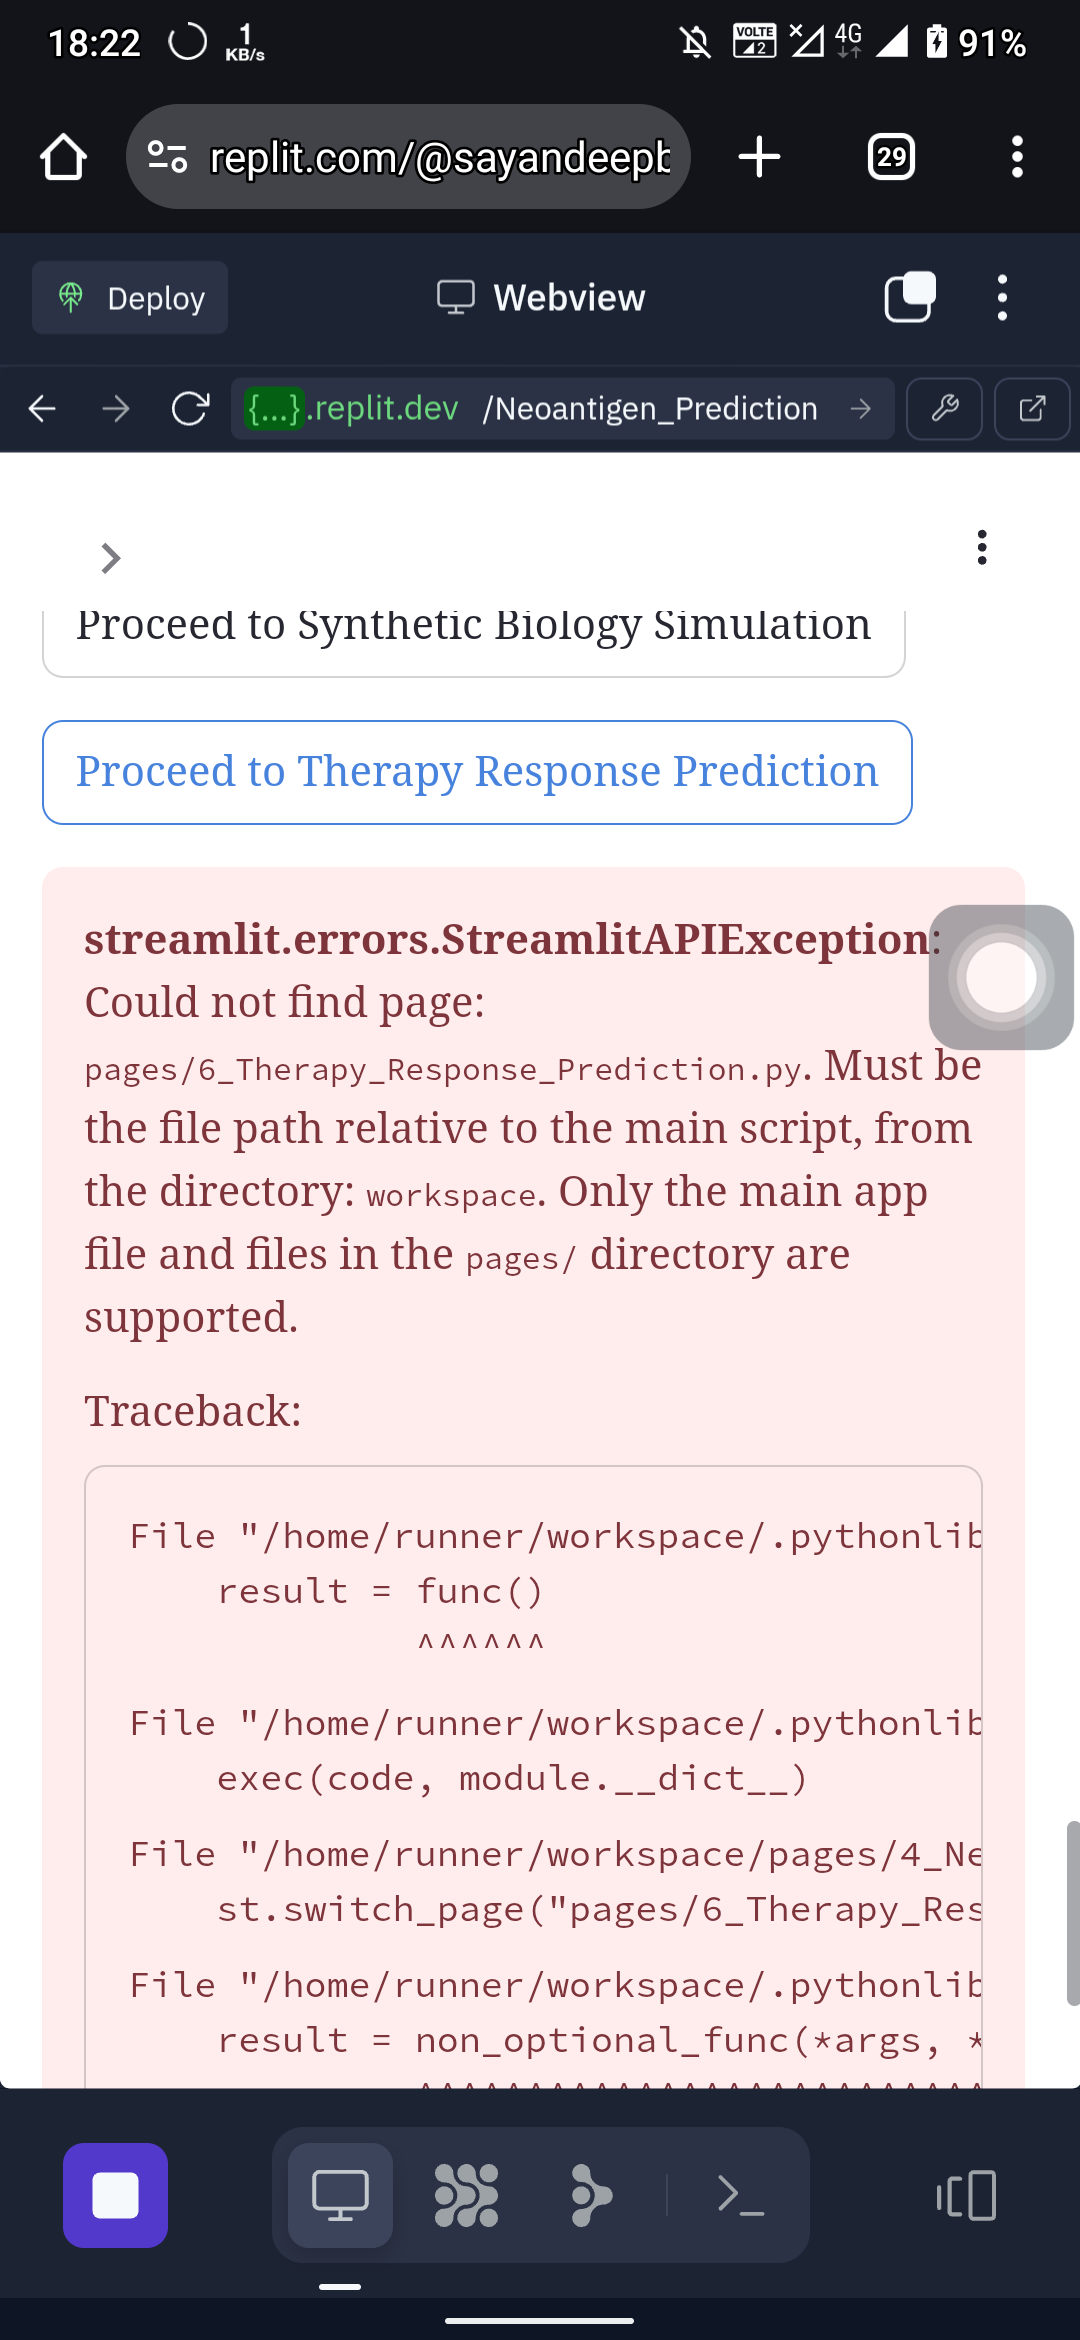 18:22 1 KB/s VOLTE 2 4G 91%
replit.com/@sayandeepb 29
Deploy Webview
{...}.replit.dev /Neoantigen_Prediction
Proceed to Synthetic Biology Simulation
Proceed to Therapy Response Prediction
streamlit.errors.StreamlitAPIException:
Could not find page:
pages/6_Therapy_Response_Prediction.py. Must be
the file path relative to the main script, from
the directory: workspace. Only the main app
file and files in the pages/ directory are
supported.
Traceback:
File "/home/runner/workspace/.pythonlib
result = func()
^^^^^^
File "/home/runner/workspace/.pythonlib
exec(code, module.__dict__)
File "/home/runner/workspace/pages/4_Ne
st.switch_page("pages/6_Therapy_Res
File "/home/runner/workspace/.pythonlib
result = non_optional_func(*args, *
^^^^^^^^^^^^^^^^^^^^^^^^^^